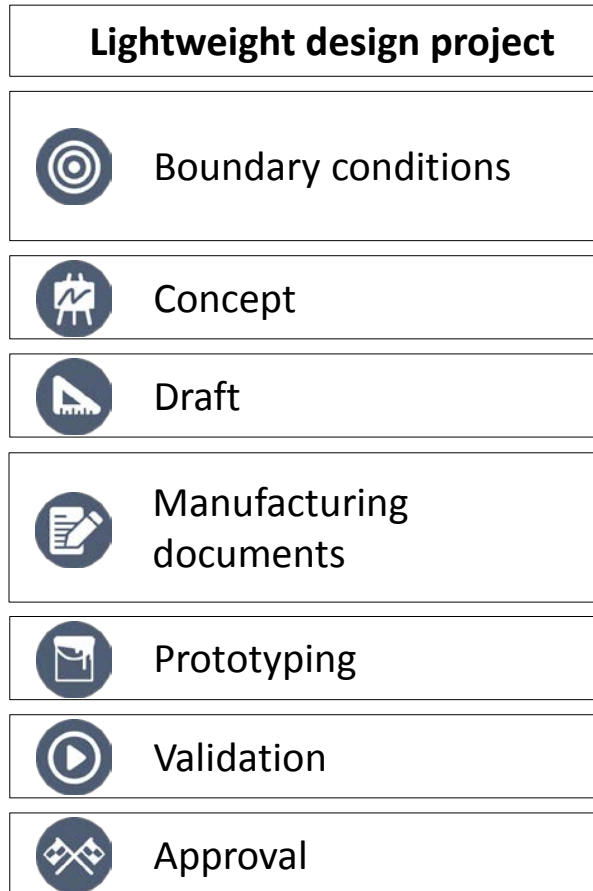 Lightweight design project
Boundary conditions
Concept
Draft
Manufacturing
documents
Prototyping
Validation
Approval